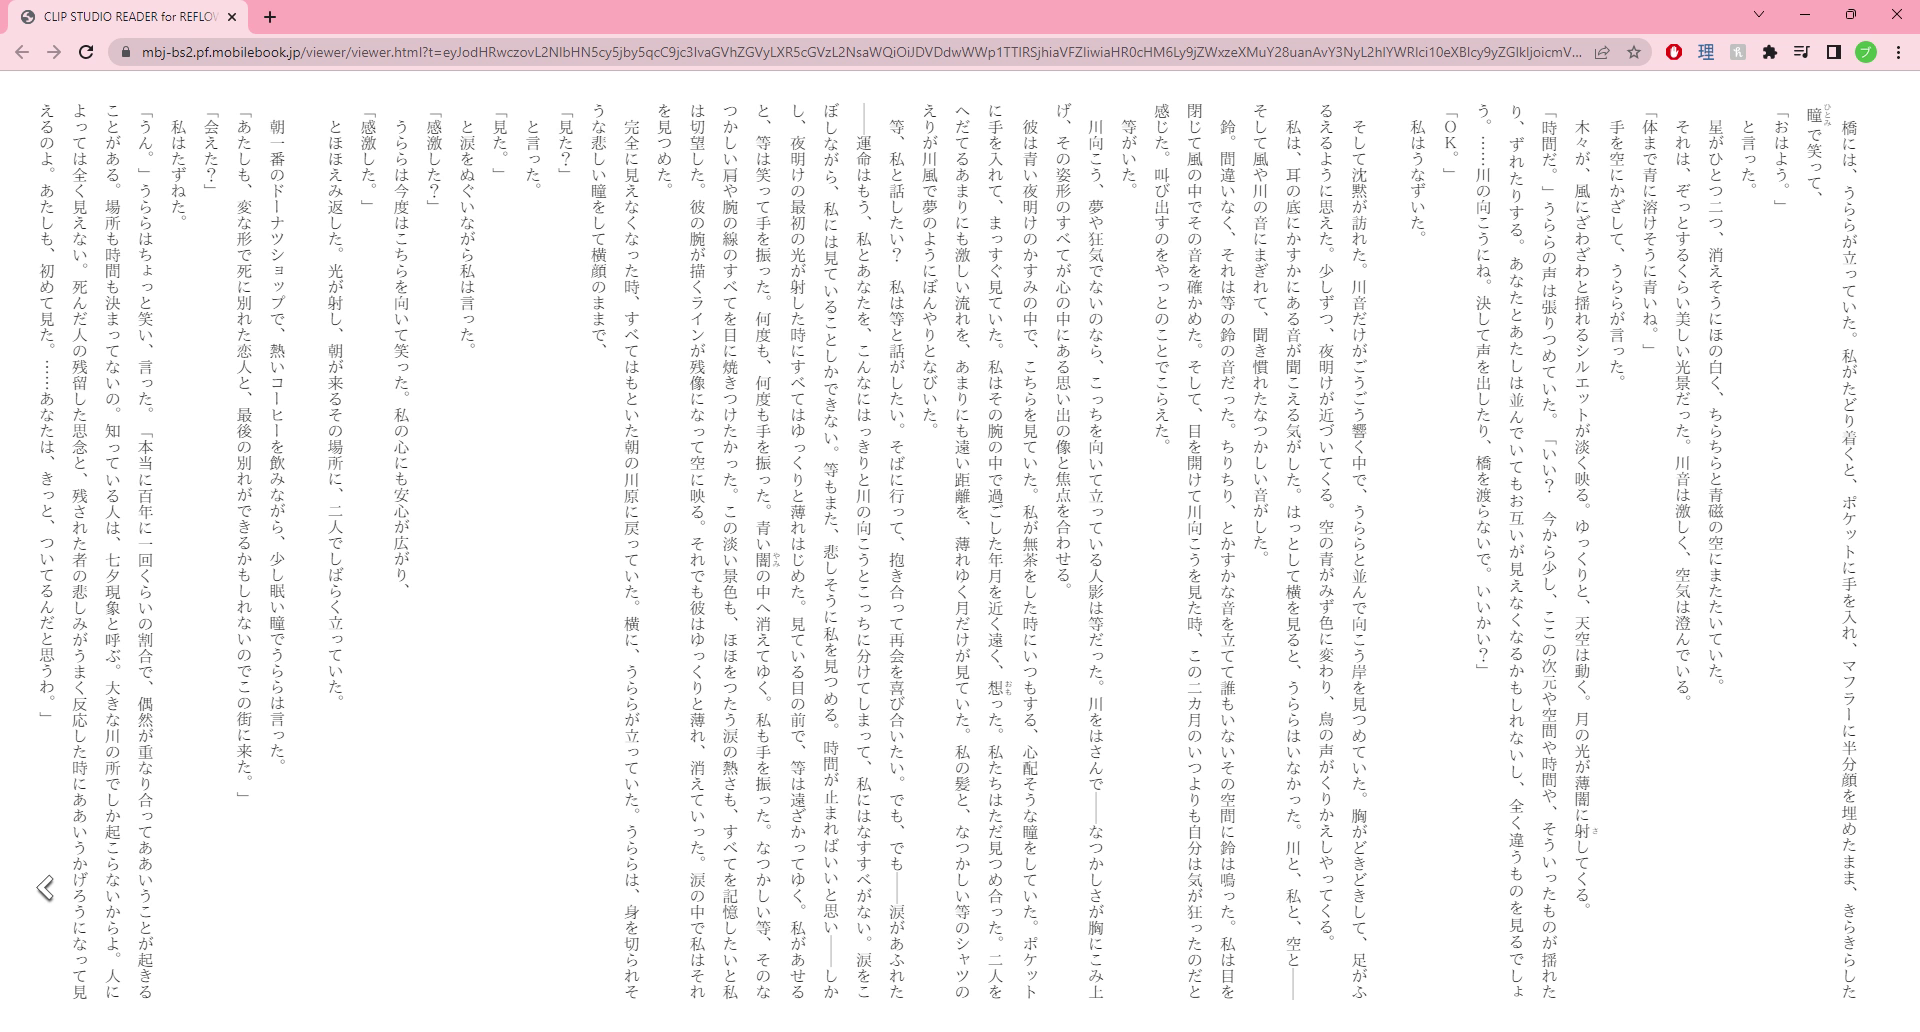 CLIP STUDIO READER for REFLOW
mbj-bs2.pf.mobilebook.jp/viewer/viewer.html?t=
理
プ
橋には、うららが立っていた。私がたどり着くと、ポケットに手を入れ、マフラーに半分顔を埋めたまま、きらきらした
瞳で笑って、
ひとみ
「おはよう。」
と言った。
星がひとつ二つ、消えそうにほの白く、ちらちらと青磁の空にまたたいていた。
それは、ぞっとするくらい美しい光景だった。川音は激しく、空気は澄んでいる。
「体まで青に溶けそうに青いね。」
手を空にかざして、うららが言った。
木々が、風にざわざわと揺れるシルエットが淡く映る。ゆっくりと、天空は動く。月の光が薄闇に射してくる。
さ
「時間だ。」うららの声は張りつめていた。「いい？　今から少し、ここの次元や空間や時間や、そういったものが揺れた
り、ずれたりする。あなたとあたしは並んでいてもお互いが見えなくなるかもしれないし、全く違うものを見るでしょ
う。……川の向こうにね。決して声を出したり、橋を渡らないで。いいかい？」
「ＯＫ。」
私はうなずいた。
そして沈黙が訪れた。川音だけがごうごう響く中で、うららと並んで向こう岸を見つめていた。胸がどきどきして、足がふ
るえるように思えた。少しずつ、夜明けが近づいてくる。空の青がみず色に変わり、鳥の声がくりかえしやってくる。
私は、耳の底にかすかにある音が聞こえる気がした。はっとして横を見ると、うららはいなかった。川と、私と、空と――
そして風や川の音にまぎれて、聞き慣れたなつかしい音がした。
鈴。間違いなく、それは等の鈴の音だった。ちりちり、とかすかな音を立てて誰もいないその空間に鈴は鳴った。私は目を
閉じて風の中でその音を確かめた。そして、目を開けて川向こうを見た時、この二カ月のいつよりも自分は気が狂ったのだと
感じた。叫び出すのをやっとのことでこらえた。
等がいた。
川向こう、夢や狂気でないのなら、こっちを向いて立っている人影は等だった。川をはさんで――なつかしさが胸にこみ上
げ、その姿形のすべてが心の中にある思い出の像と焦点を合わせる。
彼は青い夜明けのかすみの中で、こちらを見ていた。私が無茶をした時にいつもする、心配そうな瞳をしていた。ポケット
に手を入れて、まっすぐ見ていた。私はその腕の中で過ごした年月を近く遠く、想った。私たちはただ見つめ合った。二人を
おも
へだてるあまりにも激しい流れを、あまりにも遠い距離を、薄れゆく月だけが見ていた。私の髪と、なつかしい等のシャツの
えりが川風で夢のようにぼんやりとなびいた。
等、私と話したい？　私は等と話がしたい。そばに行って、抱き合って再会を喜び合いたい。でも、でも――涙があふれた
――運命はもう、私とあなたを、こんなにはっきりと川の向こうとこっちに分けてしまって、私にはなすすべがない。涙をこ
ぼしながら、私には見ていることしかできない。等もまた、悲しそうに私を見つめる。時間が止まればいいと思い――しか
し、夜明けの最初の光が射した時にすべてはゆっくりと薄れはじめた。見ている目の前で、等は遠ざかってゆく。私があせる
と、等は笑って手を振った。何度も、何度も手を振った。青い闇の中へ消えてゆく。私も手を振った。なつかしい等、そのな
やみ
つかしい肩や腕の線のすべてを目に焼きつけたかった。この淡い景色も、ほほをつたう涙の熱さも、すべてを記憶したいと私
は切望した。彼の腕が描くラインが残像になって空に映る。それでも彼はゆっくりと薄れ、消えていった。涙の中で私はそれ
を見つめた。
完全に見えなくなった時、すべてはもといた朝の川原に戻っていた。横に、うららが立っていた。うららは、身を切られそ
うな悲しい瞳をして横顔のままで、
「見た？」
と言った。
「見た。」
と涙をぬぐいながら私は言った。
「感激した？」
うららは今度はこちらを向いて笑った。私の心にも安心が広がり、
「感激した。」
とほほえみ返した。光が射し、朝が来るその場所に、二人でしばらく立っていた。
朝一番のドーナツショップで、熱いコーヒーを飲みながら、少し眠い瞳でうららは言った。
「あたしも、変な形で死に別れた恋人と、最後の別れができるかもしれないのでこの街に来た。」
「会えた？」
私はたずねた。
「うん。」うららはちょっと笑い、言った。「本当に百年に一回くらいの割合で、偶然が重なり合ってああいうことが起きる
ことがある。場所も時間も決まってないの。知っている人は、七夕現象と呼ぶ。大きな川の所でしか起こらないからよ。人に
よっては全く見えない。死んだ人の残留した思念と、残された者の悲しみがうまく反応した時にああいうかげろうになって見
えるのよ。あたしも、初めて見た。……あなたは、きっと、ついてるんだと思うわ。」